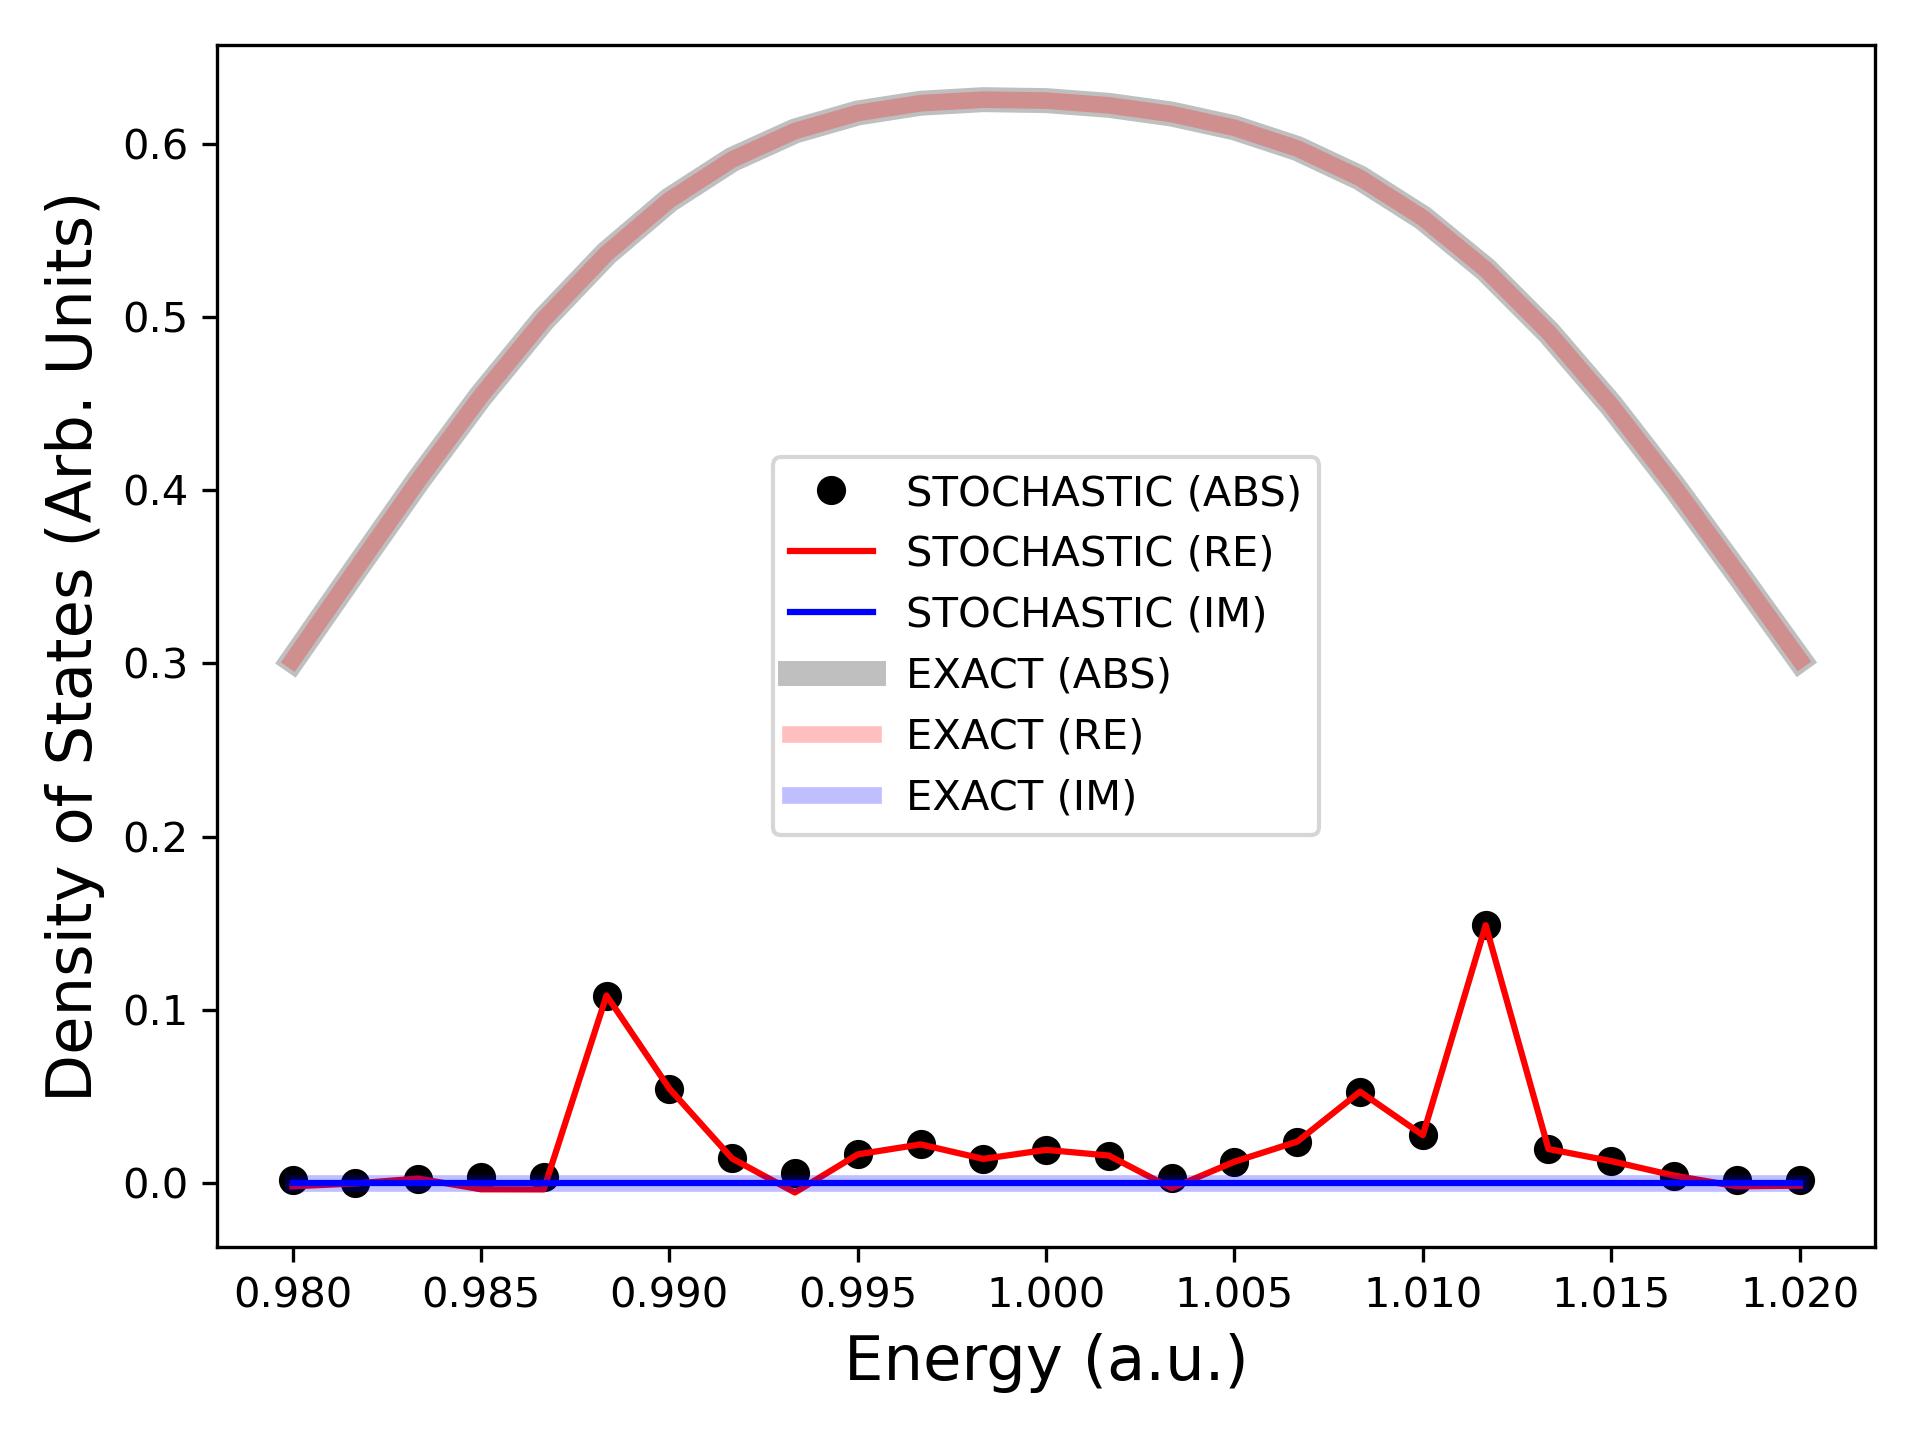 Density of States (Arb. Units)
0.6
0.5
0.4
0.3
0.2
0.1
0.0
STOCHASTIC (ABS)
STOCHASTIC (RE)
STOCHASTIC (IM)
EXACT (ABS)
EXACT (RE)
EXACT (IM)
0.980 0.985 0.990 0.995 1.000 1.005 1.010 1.015 1.020
Energy (a.u.)